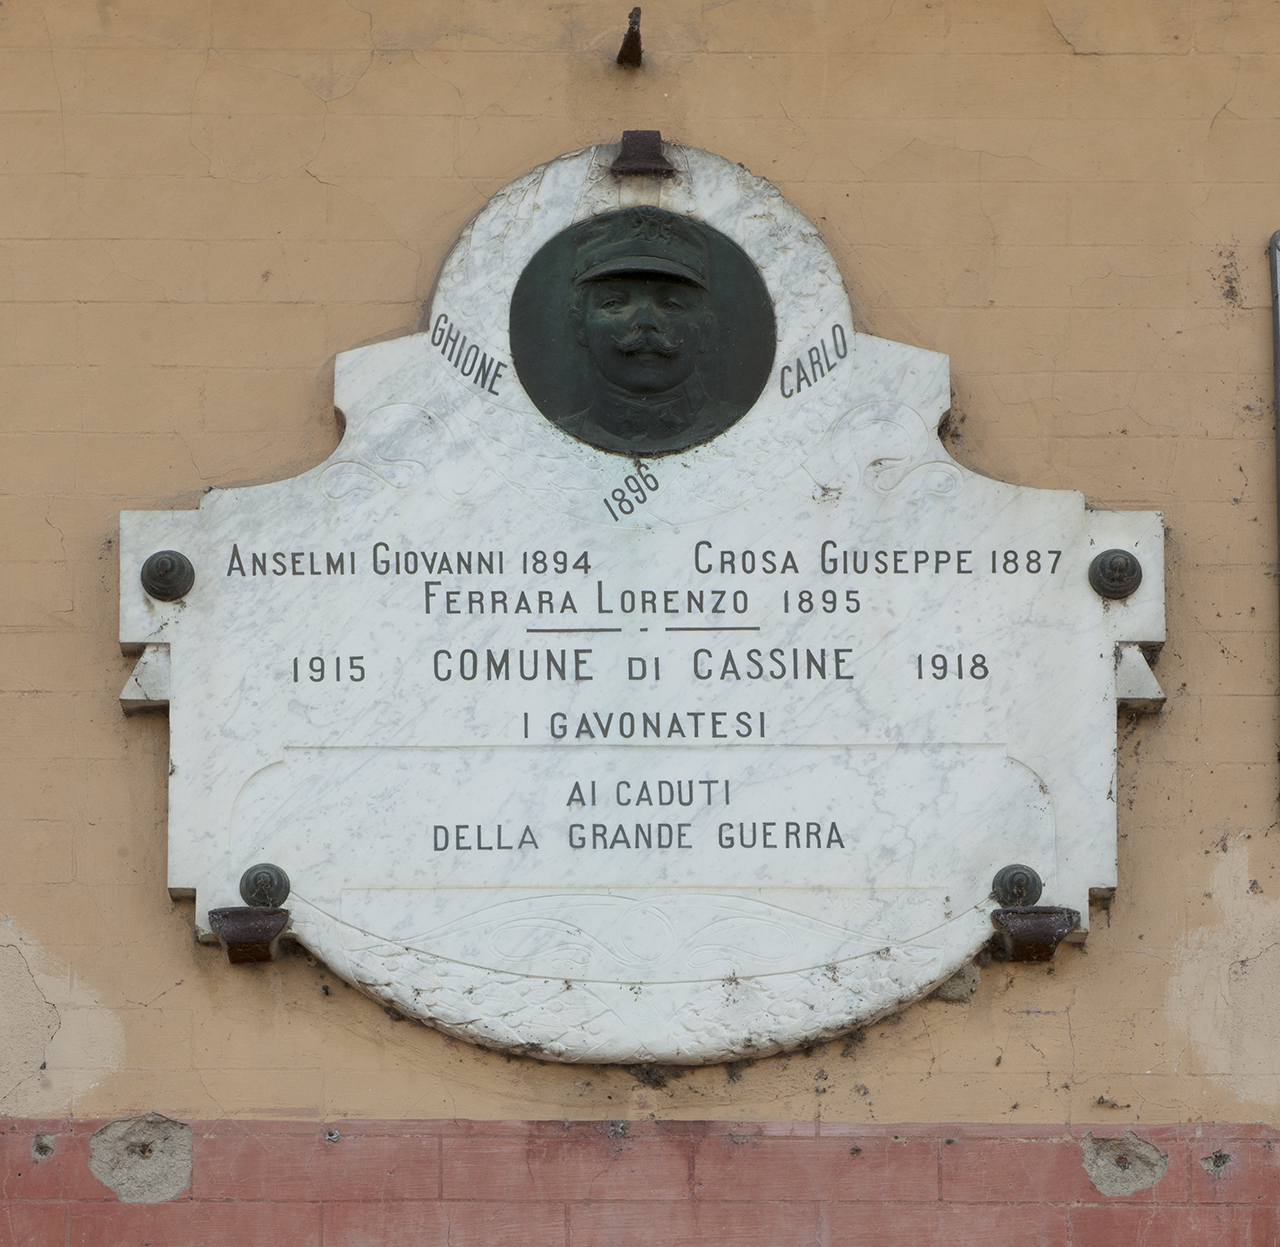 GHIONE CARLO
1896
ANSELMI GIOVANNI 1894 CROSA GIUSEPPE 1887
FERRARA LORENZO 1895
1915 COMUNE DI CASSINE 1918
I GAVONATESI
AI CADUTI
DELLA GRANDE GUERRA